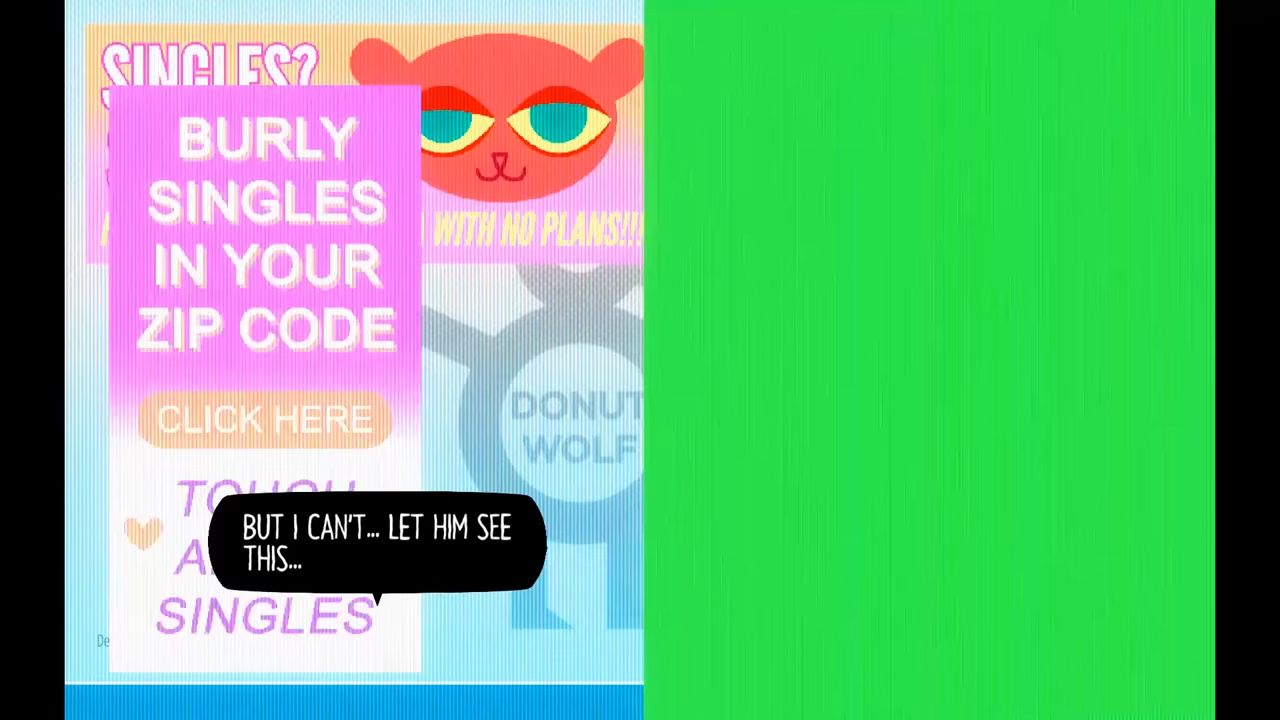 SINGLES?
BURLY
SINGLES
IN YOUR
ZIP CODE
WITH NO PLANS!!!
CLICK HERE
DONUT
WOLF
BUT I CAN'T... LET HIM SEE
THIS...
SINGLES